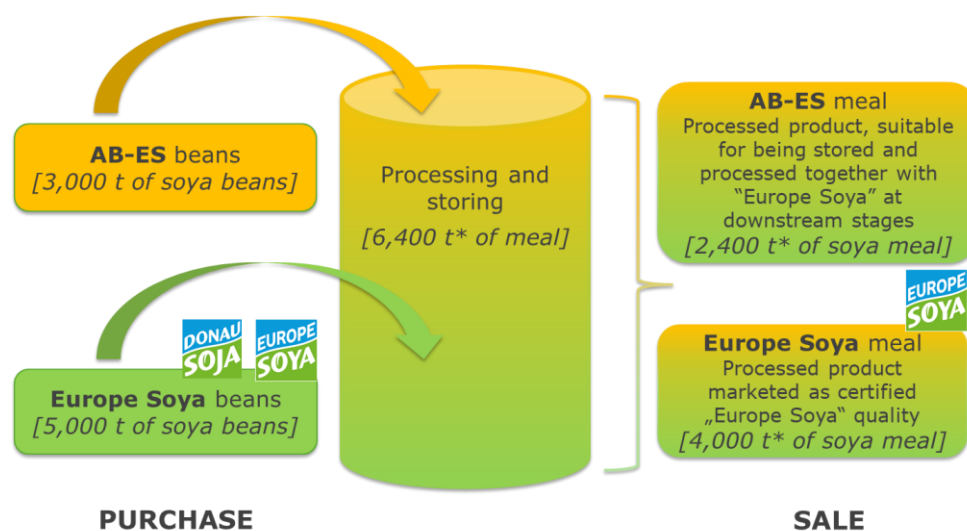 AB-ES beans
[3,000 t of soya beans]
DONAU
SOJA
EUROPE
SOYA
Europe Soya beans
[5,000 t of soya beans]
PURCHASE
Processing and
storing
[6,400 t* of meal]
AB-ES meal
Processed product, suitable
for being stored and
processed together with
“Europe Soya” at
downstream stages
[2,400 t* of soya meal]
EUROPE
SOYA
Europe Soya meal
Processed product
marketed as certified
„Europe Soya“ quality
[4,000 t* of soya meal]
SALE